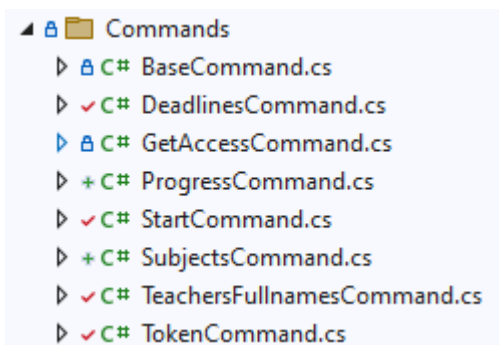 Commands
C# BaseCommand.cs
C# DeadlinesCommand.cs
C# GetAccessCommand.cs
+ C# ProgressCommand.cs
C# StartCommand.cs
+ C# SubjectsCommand.cs
C# TeachersFullnamesCommand.cs
C# TokenCommand.cs